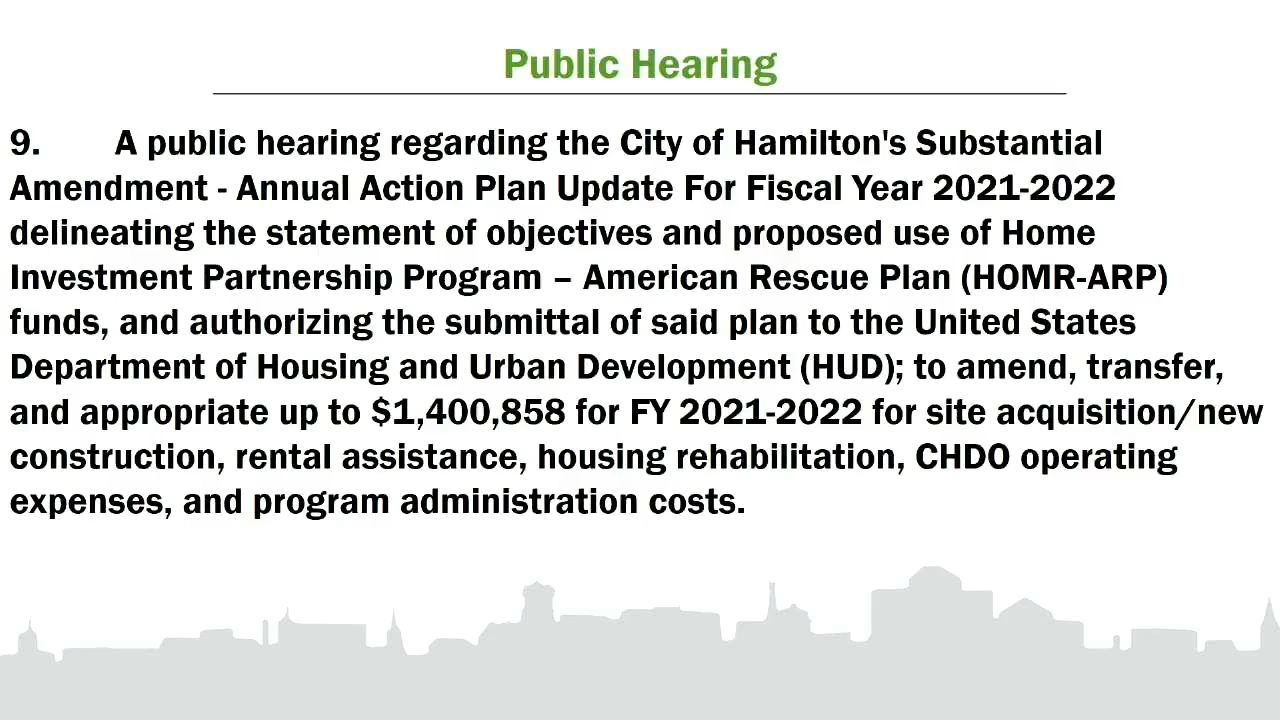 Public Hearing
9. A public hearing regarding the City of Hamilton's Substantial
Amendment - Annual Action Plan Update For Fiscal Year 2021-2022
delineating the statement of objectives and proposed use of Home
Investment Partnership Program – American Rescue Plan (HOMR-ARP)
funds, and authorizing the submittal of said plan to the United States
Department of Housing and Urban Development (HUD); to amend, transfer,
and appropriate up to $1,400,858 for FY 2021-2022 for site acquisition/new
construction, rental assistance, housing rehabilitation, CHDO operating
expenses, and program administration costs.